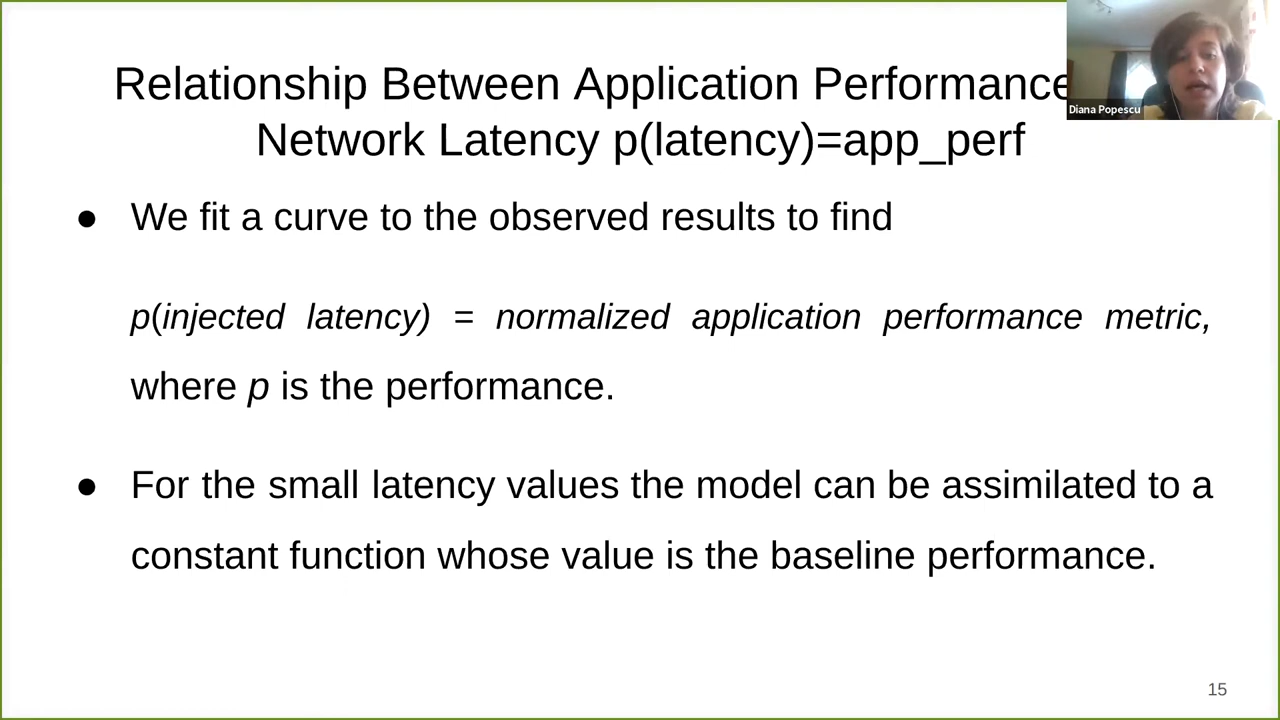 Relationship Between Application Performance
Network Latency p(latency)=app_perf
Diana Popescu
● We fit a curve to the observed results to find
p(injected latency) = normalized application performance metric,
where p is the performance.
● For the small latency values the model can be assimilated to a
constant function whose value is the baseline performance.
15